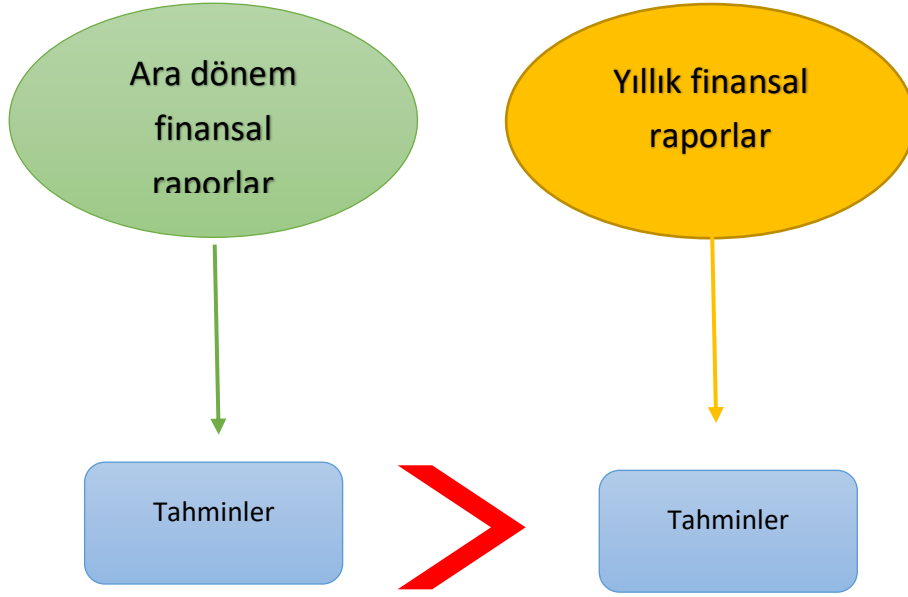 Ara dönem
finansal
raporlar
Yıllık finansal
raporlar
Tahminler
Tahminler